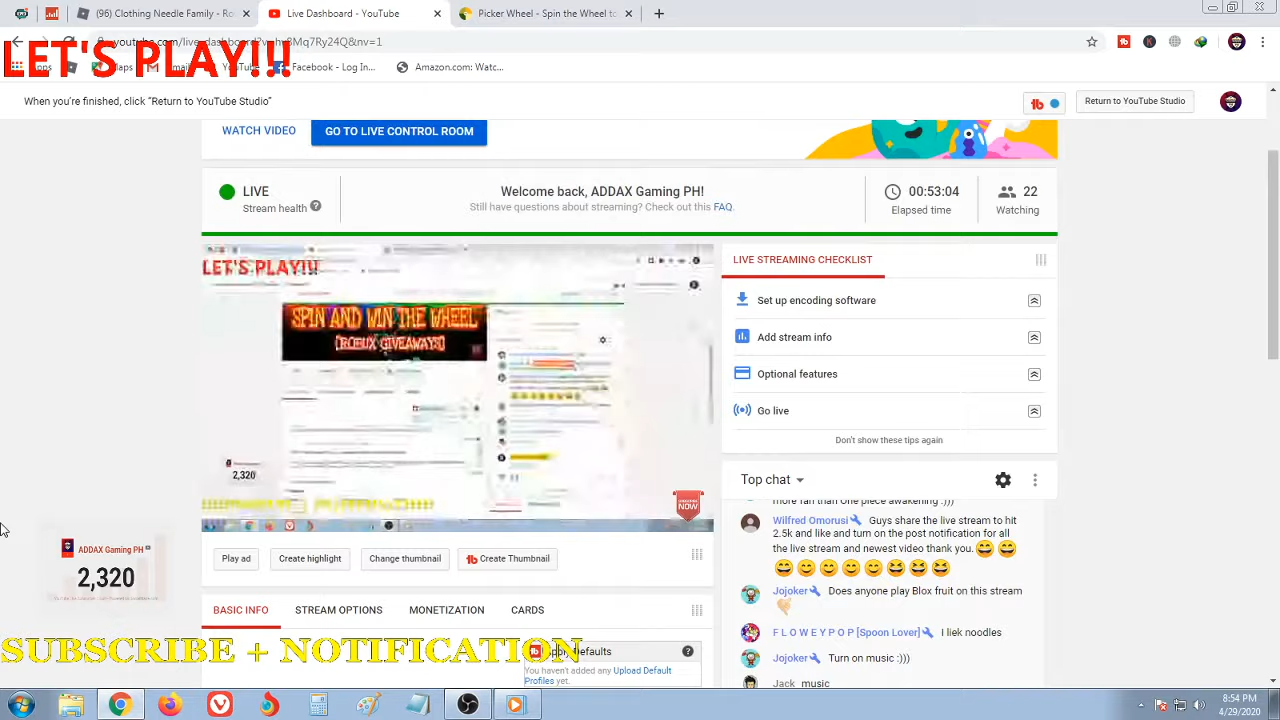 (96) Clothing Needle Family - Ro
Live Dashboard - YouTube
Picker Wheel - Spin the Wheel to
LET'S PLAY!!!
Facebook - Log In...
Amazon.com: Watc...
When you're finished, click "Return to YouTube Studio"
Return to YouTube Studio
WATCH VIDEO
GO TO LIVE CONTROL ROOM
LIVE
Stream health
Welcome back, ADDAX Gaming PH!
Still have questions about streaming? Check out this FAQ.
00:53:04
Elapsed time
22
Watching
LET'S PLAY!!!
SPIN AND WIN THE WHEEL
[ROBUX GIVEAWAYS]
2,320
LIVE STREAMING CHECKLIST
Set up encoding software
Add stream info
Optional features
Go live
Don't show these tips again
Top chat
more fan than One piece awakening :)))
Wilfred Omorusi Guys share the live stream to hit
2.5k and like and turn on the post notification for all
the live stream and newest video thank you.
Jojoker Does anyone play Blox fruit on this stream
F L O W E Y P O P [Spoon Lover] I liek noodles
Jojoker Turn on music :)))
Jack music
Play ad
Create highlight
Change thumbnail
Create Thumbnail
BASIC INFO
STREAM OPTIONS
MONETIZATION
CARDS
Defaults
You haven't added any Upload Default
Profiles yet.
ADDAX Gaming PH
2,320
SUBSCRIBE + NOTIFICATION
8:54 PM
4/29/2020